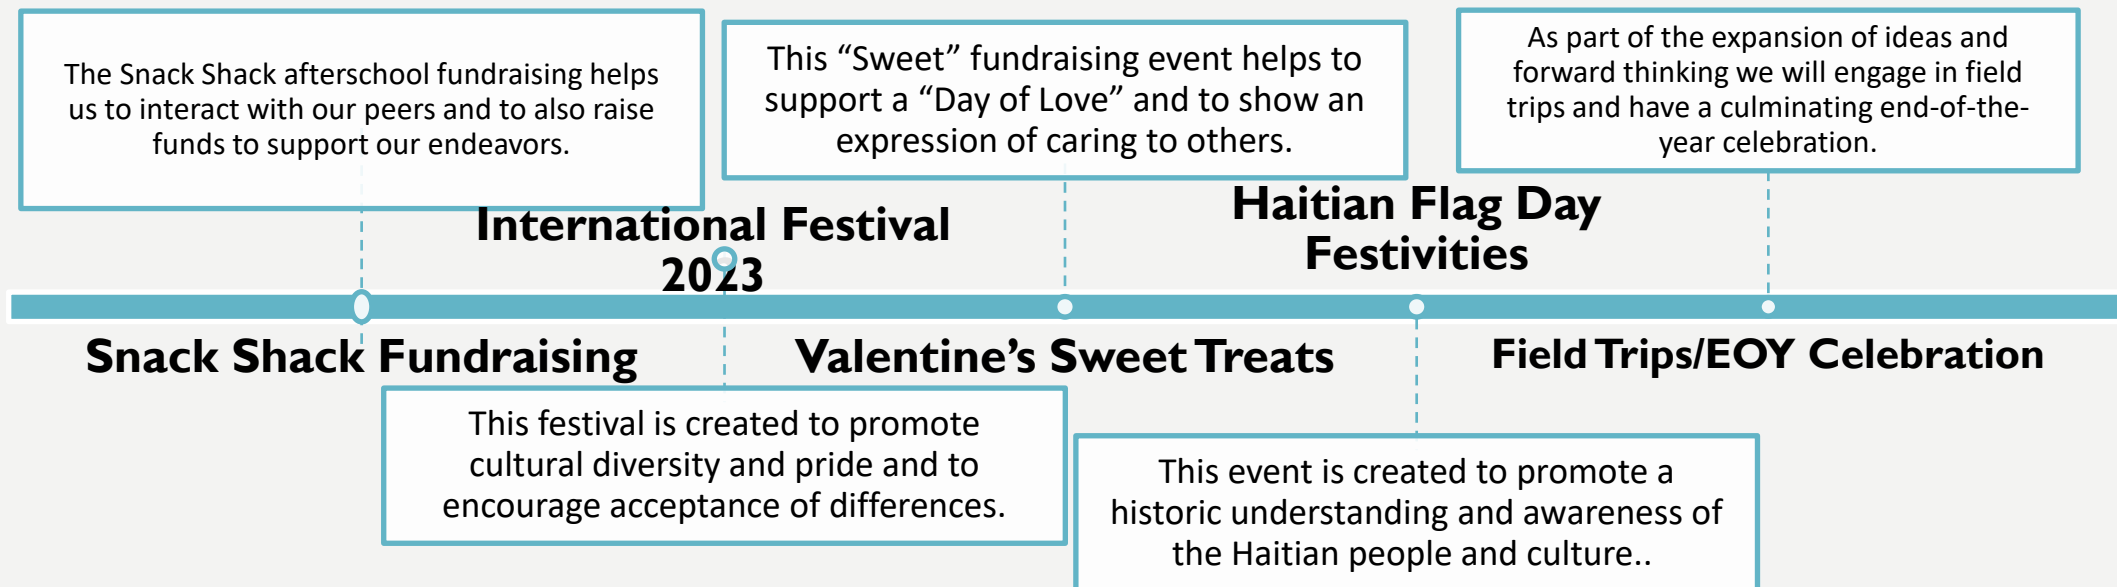 The Snack Shack afterschool fundraising helps
us to interact with our peers and to also raise
funds to support our endeavors.
Snack Shack Fundraising
International Festival
2023
This festival is created to promote
cultural diversity and pride and to
encourage acceptance of differences.
This “Sweet” fundraising event helps to
support a “Day of Love” and to show an
expression of caring to others.
Valentine’s Sweet Treats
Haitian Flag Day
Festivities
This event is created to promote a
historic understanding and awareness of
the Haitian people and culture..
As part of the expansion of ideas and
forward thinking we will engage in field
trips and have a culminating end-of-the-
year celebration.
Field Trips/EOY Celebration